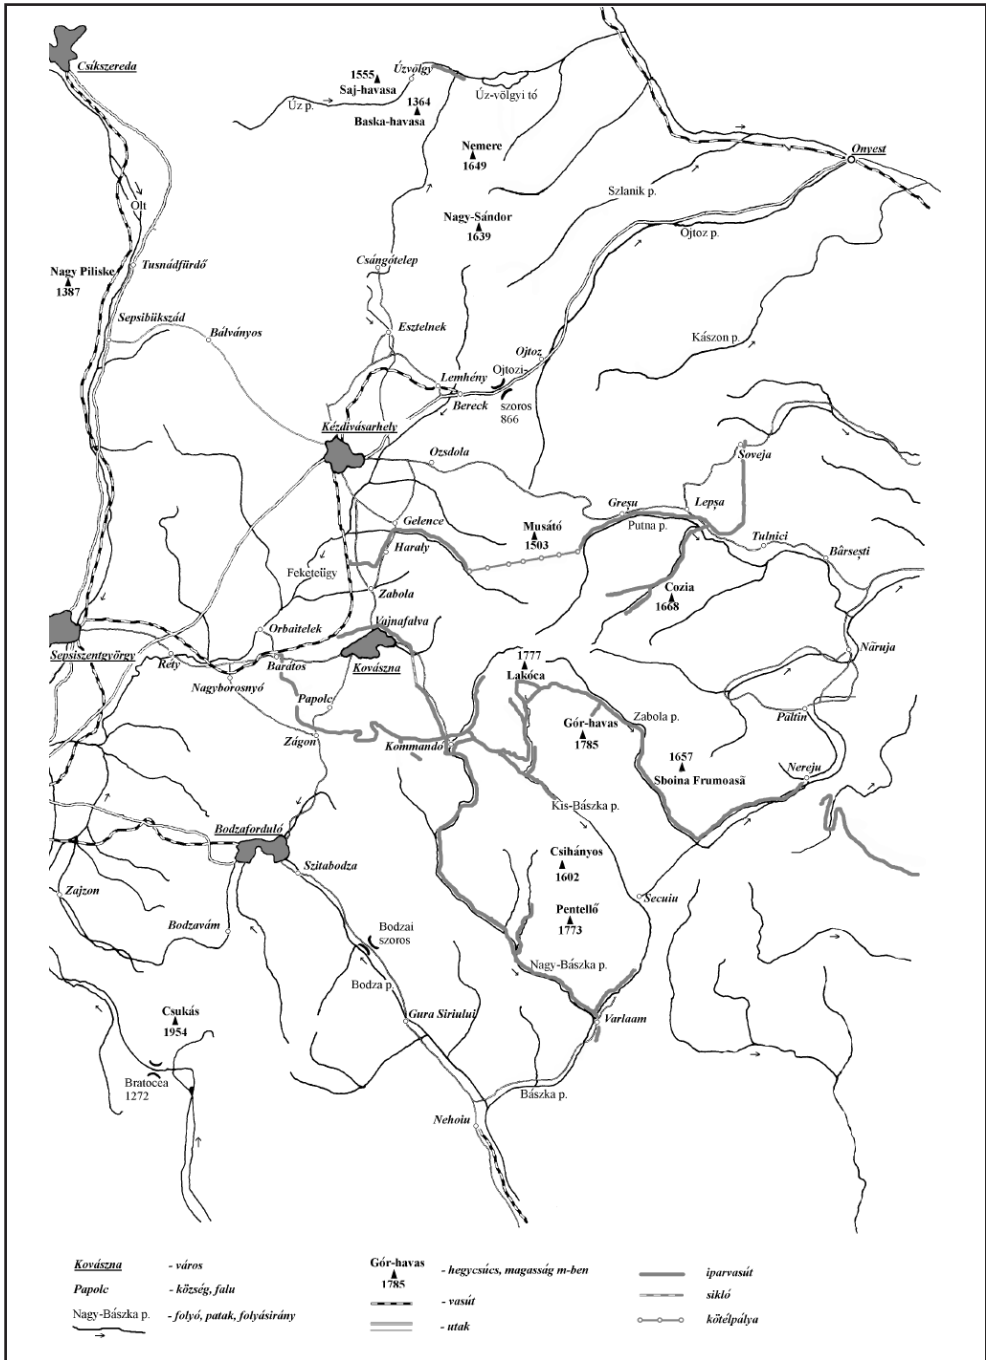 Csíkszereda
1555
Saj-havasa
Úzvölgy
Úz p.
1364
Baska-havasa
Úz-völgyi tó
Nemere
1649
Onyest
Szlanik p.
Olt
Nagy-Sándor
1639
Ojtoz p.
Nagy Piliske
1387
Tusnádfürdő
Csángótelep
Sepsibükszád
Bálványos
Esztelnek
Kászon p.
Ojtoz
Lemhény
Ojtozi-
szoros
866
Bereck
Kézdivásárhely
Ozsdola
Soveja
Greşu
Lepşa
Gelence
Musátó
1503
Putna p.
Tulnici
Haraly
Bârseşti
Feketeügy
Zabola
Cozia
1668
Orbaitelek
Vajnafalva
Sepsiszentgyörgy
Réty
Barátos
Kovászna
1777
Lakóca
Năruja
Nagyborosnyó
Papolc
Gór-havas
1785
Zabola p.
Păltin
Zágon
Kommandó
1657
Sboina Frumoasă
Nereju
Kis-Bászka p.
Bodzaforduló
Szitabodza
Csihányos
1602
Zajzon
Secuiu
Bodzavám
Bodzai
szoros
Pentellő
1773
Nagy-Bászka p.
Bodza p.
Csukás
1954
Gura Siriului
Varlaam
Bratocea
1272
Bászka p.
Nehoiu
Kovászna - város
Papolc - község, falu
Nagy-Bászka p. - folyó, patak, folyásirány
Gór-havas
1785
- hegycsúcs, magasság m-ben
- vasút
- utak
iparvasút
sikló
kötélpálya